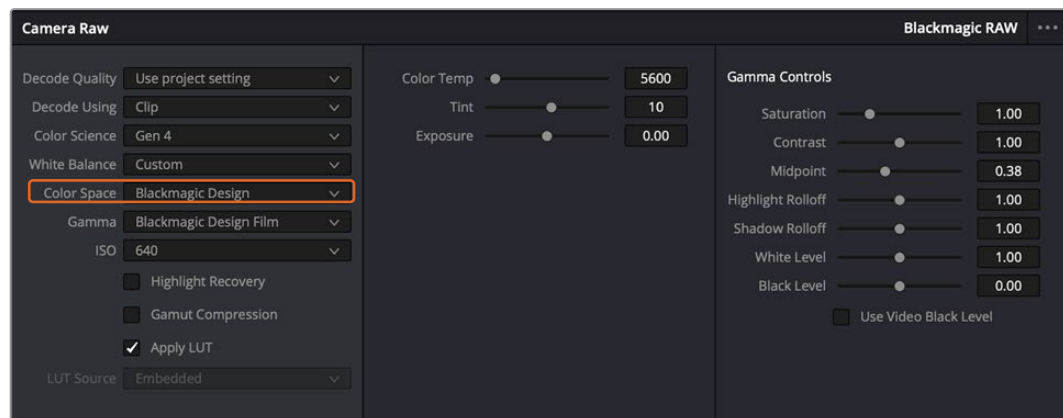 Camera Raw
Blackmagic RAW
Decode Quality Use project setting
Decode Using Clip
Color Science Gen 4
White Balance Custom
Color Space Blackmagic Design
Gamma Blackmagic Design Film
ISO 640
Highlight Recovery
Gamut Compression
Apply LUT
LUT Source Embedded
Color Temp 5600
Tint 10
Exposure 0.00
Gamma Controls
Saturation 1.00
Contrast 1.00
Midpoint 0.38
Highlight Rolloff 1.00
Shadow Rolloff 1.00
White Level 1.00
Black Level 0.00
Use Video Black Level